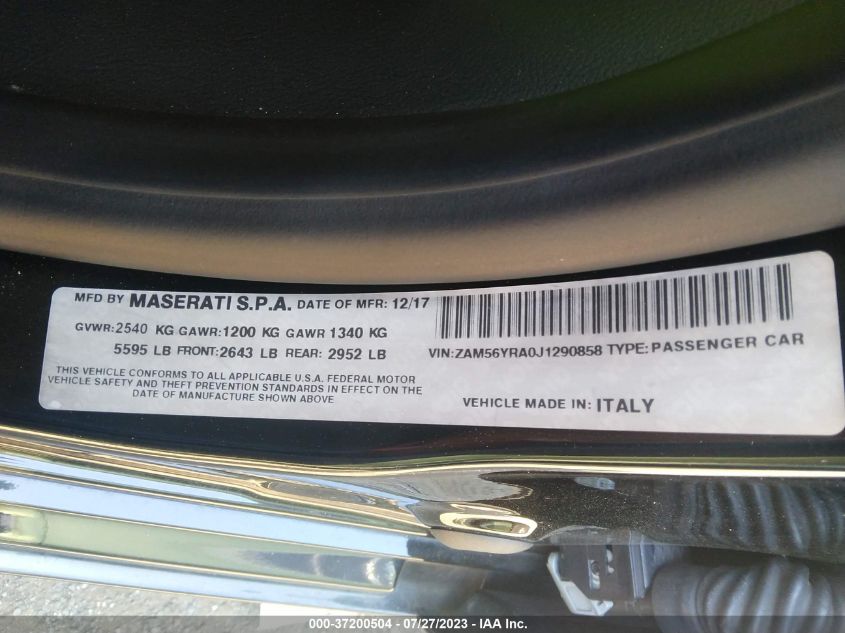 MFD BY MASERATI S.P.A. DATE OF MFR: 12/17
GVWR:2540 KG GAWR:1200 KG GAWR 1340 KG
5595 LB FRONT:2643 LB REAR: 2952 LB
THIS VEHICLE CONFORMS TO ALL APPLICABLE U.S.A. FEDERAL MOTOR
VEHICLE SAFETY AND THEFT PREVENTION STANDARDS IN EFFECT ON THE
DATE OF MANUFACTURE SHOWN ABOVE
VIN:ZAM56YRA0J1290858 TYPE:PASSENGER CAR
VEHICLE MADE IN: ITALY
000-37200504 - 07/27/2023 - IAA Inc.